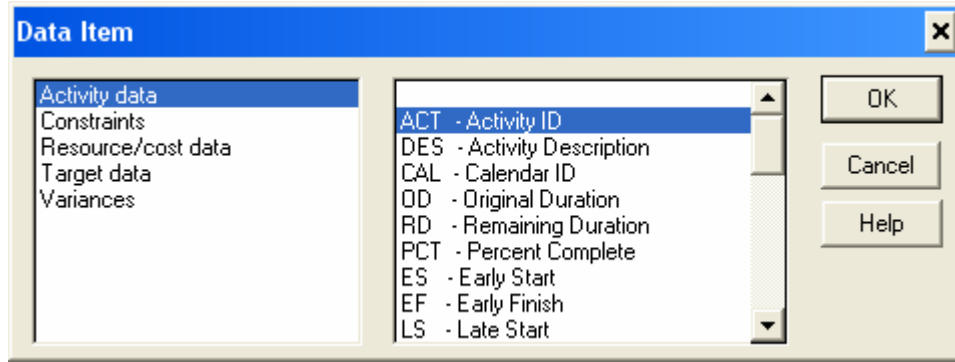 Data Item
Activity data
Constraints
Resource/cost data
Target data
Variances
ACT - Activity ID
DES - Activity Description
CAL - Calendar ID
OD - Original Duration
RD - Remaining Duration
PCT - Percent Complete
ES - Early Start
EF - Early Finish
LS - Late Start
OK
Cancel
Help